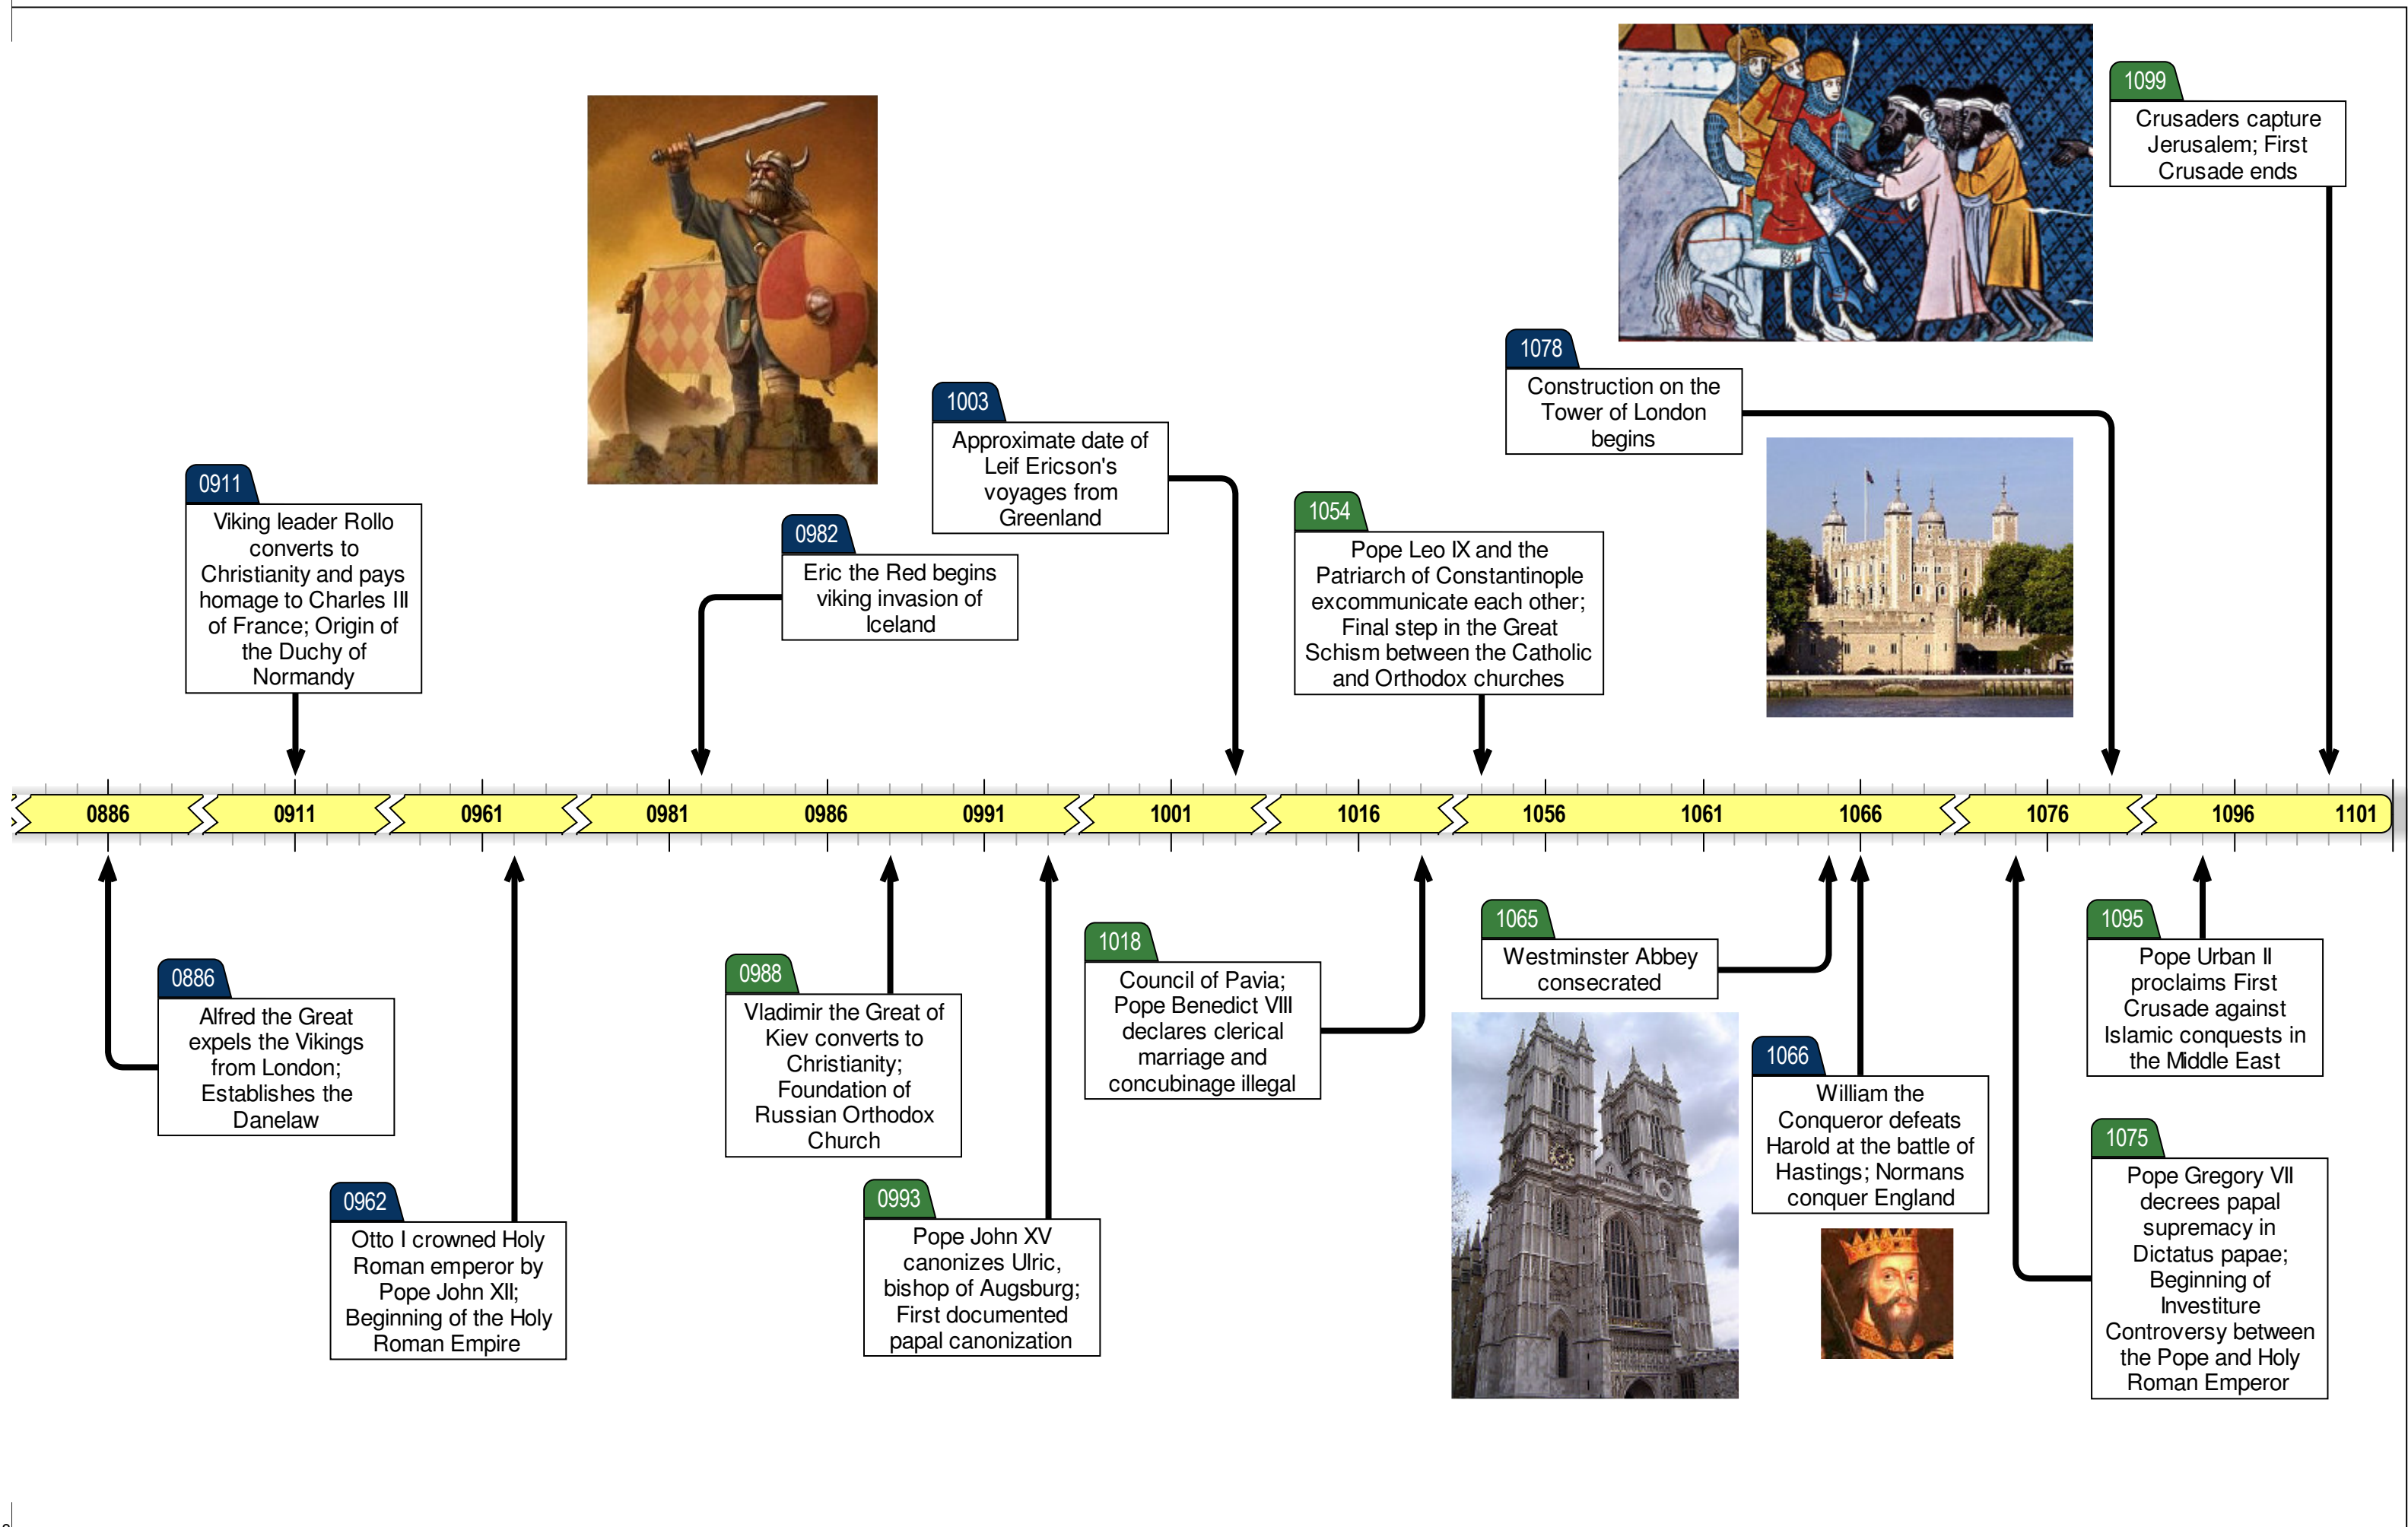 1099
Crusaders capture
Jerusalem; First
Crusade ends
1078
Construction on the
Tower of London
begins
1003
Approximate date of
Leif Ericson's
voyages from
Greenland
0911
Viking leader Rollo
converts to
Christianity and pays
homage to Charles III
of France; Origin of
the Duchy of
Normandy
1054
Pope Leo IX and the
Patriarch of Constantinople
excommunicate each other;
Final step in the Great
Schism between the Catholic
and Orthodox churches
0982
Eric the Red begins
viking invasion of
Iceland
0886 0911 0961 0981 0986 0991 1001 1016 1056 1061 1066 1076 1096 1101
0886
Alfred the Great
expels the Vikings
from London;
Establishes the
Danelaw
0962
Otto I crowned Holy
Roman emperor by
Pope John XII;
Beginning of the Holy
Roman Empire
0988
Vladimir the Great of
Kiev converts to
Christianity;
Foundation of
Russian Orthodox
Church
0993
Pope John XV
canonizes Ulric,
bishop of Augsburg;
First documented
papal canonization
1018
Council of Pavia;
Pope Benedict VIII
declares clerical
marriage and
concubinage illegal
1065
Westminster Abbey
consecrated
1066
William the
Conqueror defeats
Harold at the battle of
Hastings; Normans
conquer England
1095
Pope Urban II
proclaims First
Crusade against
Islamic conquests in
the Middle East
1075
Pope Gregory VII
decrees papal
supremacy in
Dictatus papae;
Beginning of
Investiture
Controversy between
the Pope and Holy
Roman Emperor